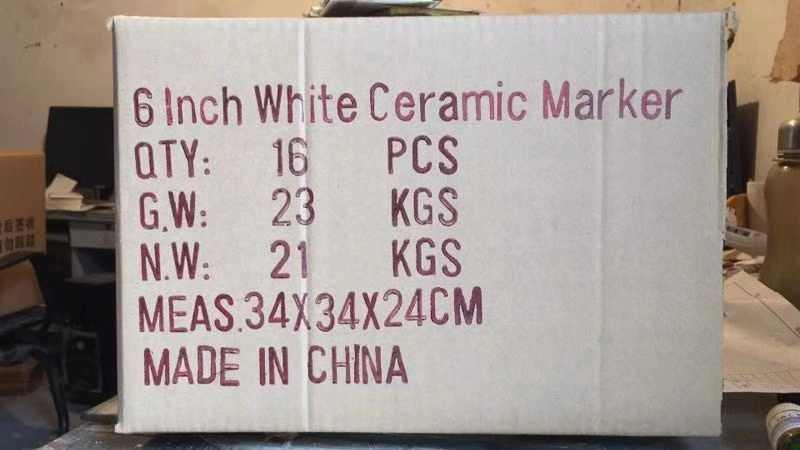 6 Inch White Ceramic Marker
QTY: 16 PCS
G.W: 23 KGS
N.W: 21 KGS
MEAS.34X34X24CM
MADE IN CHINA